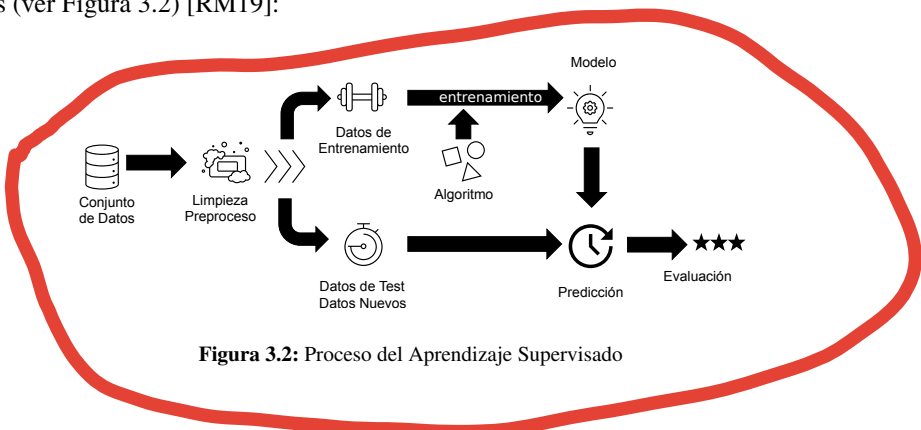 s (ver Figura 3.2) [RM19]:
Modelo
entrenamiento
Datos de
Entrenamiento
Algoritmo
Conjunto
de Datos
Limpieza
Preproceso
Datos de Test
Datos Nuevos
Predicción
Evaluación
Figura 3.2: Proceso del Aprendizaje Supervisado